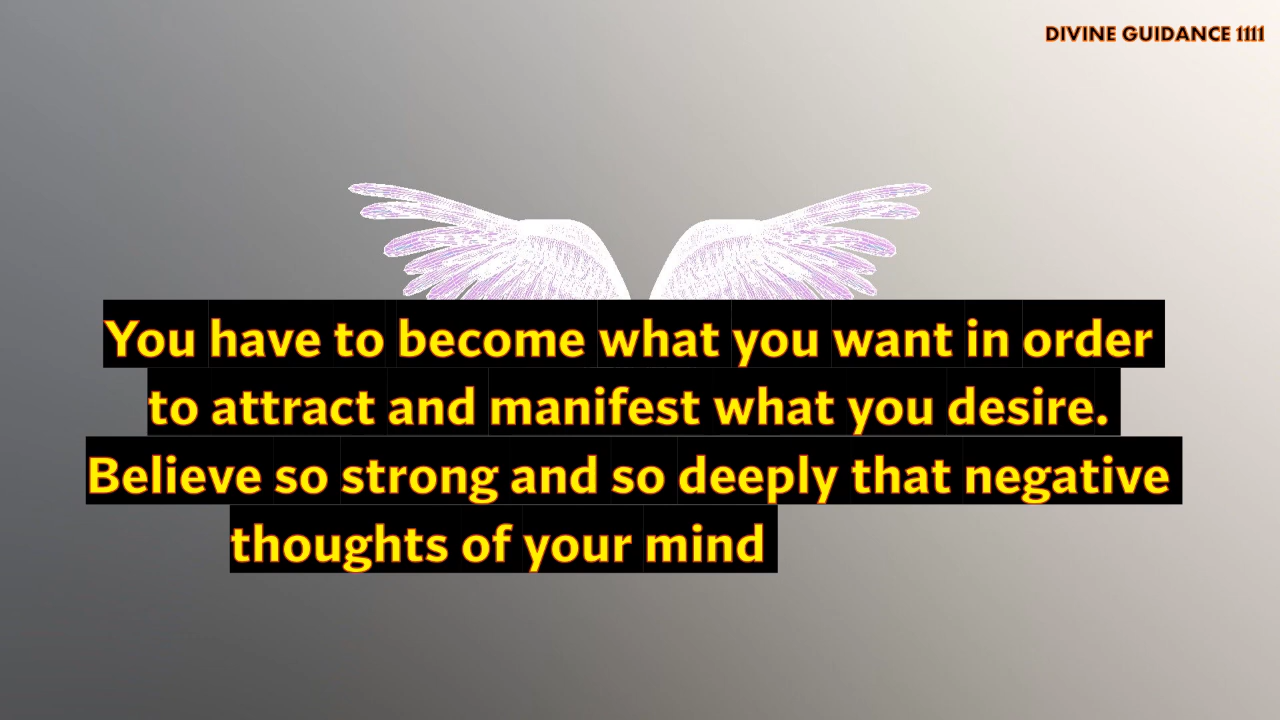 DIVINE GUIDANCE 1111
You have to become what you want in order
to attract and manifest what you desire.
Believe so strong and so deeply that negative
thoughts of your mind